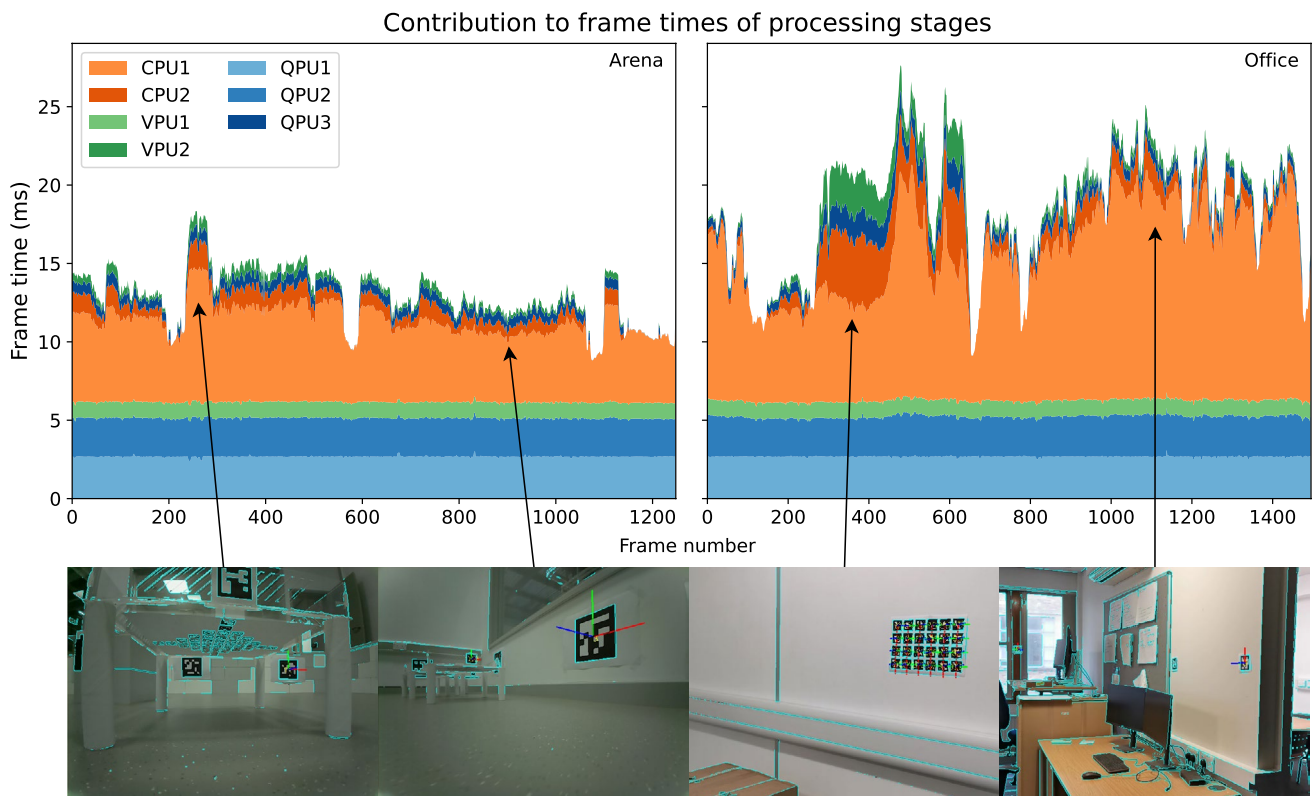 Contribution to frame times of processing stages
Arena
Office
CPU1
CPU2
VPU1
VPU2
QPU1
QPU2
QPU3
Frame time (ms)
25
20
15
10
5
0
0 200 400 600 800 1000 1200
0 200 400 600 800 1000 1200 1400
Frame number